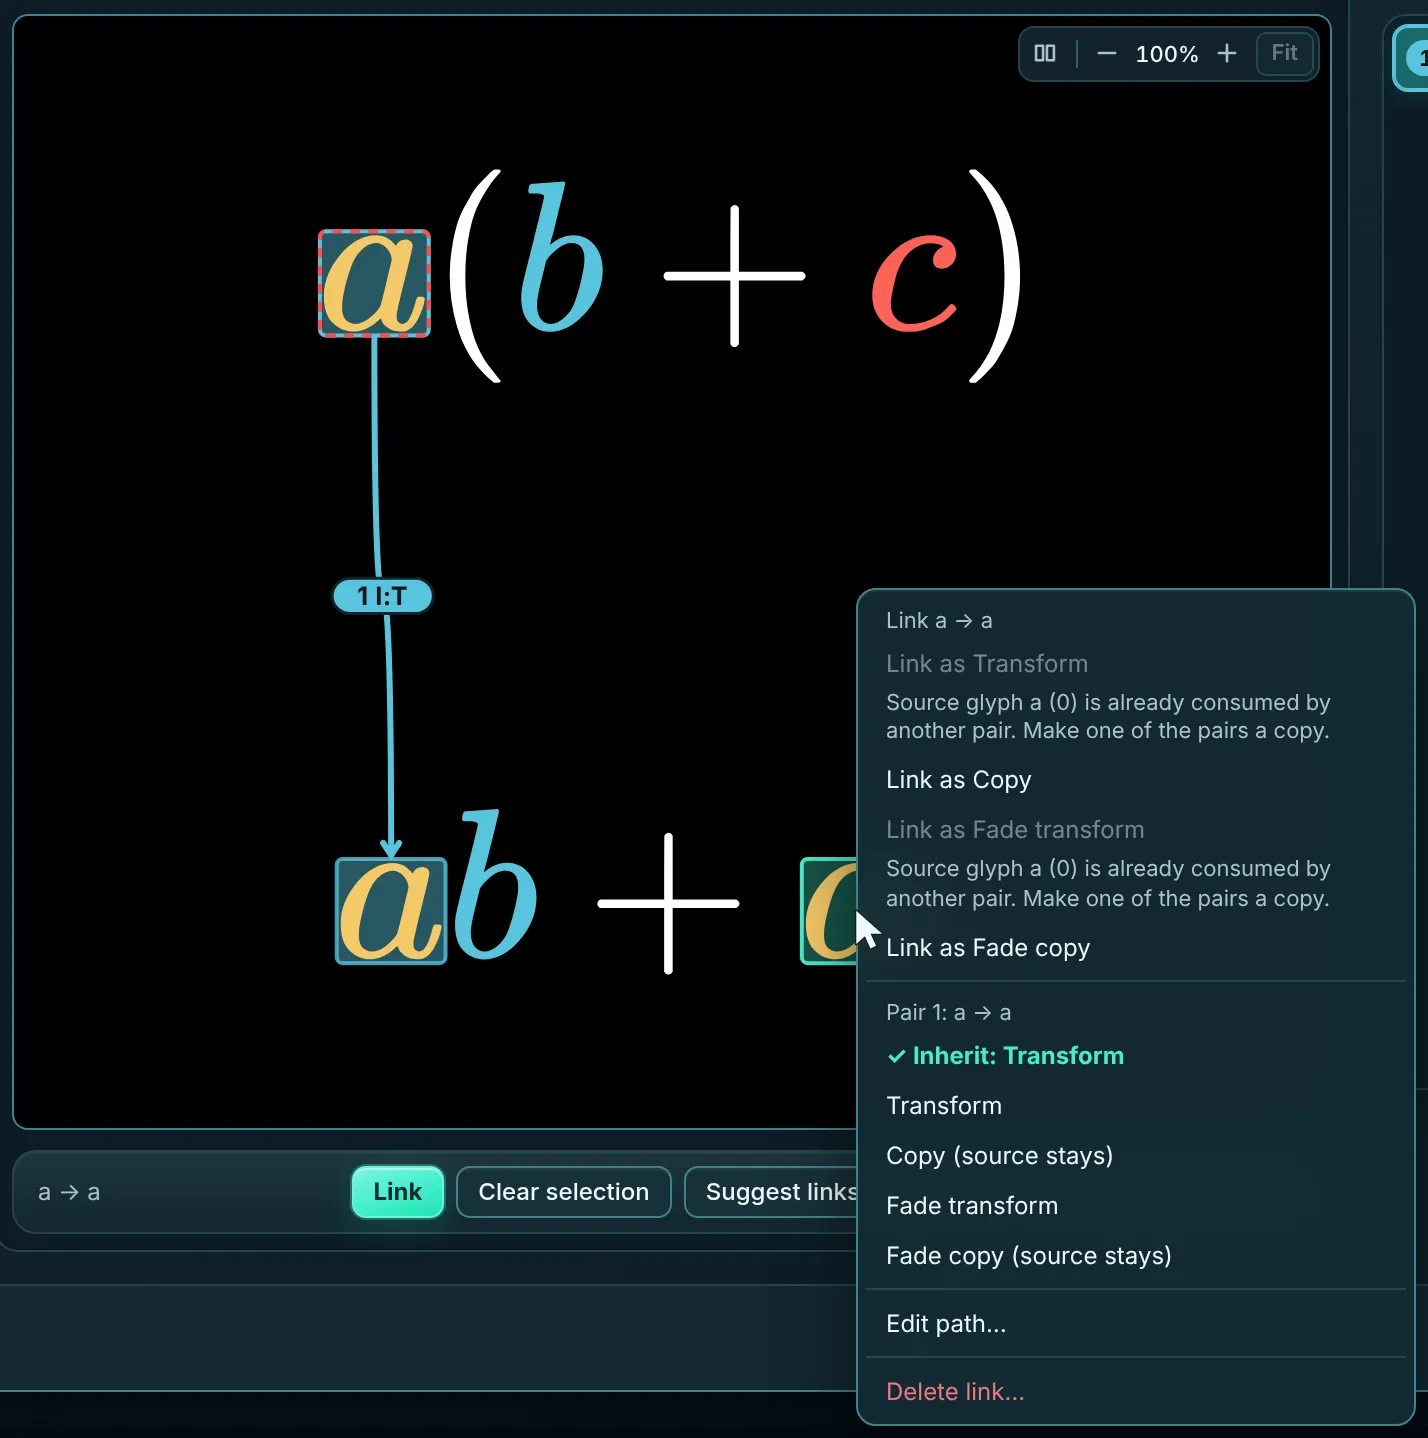 100%
Fit
1
a(b + c)
1 I:T
ab + a
Link a → a
Link as Transform
Source glyph a (0) is already consumed by
another pair. Make one of the pairs a copy.
Link as Copy
Link as Fade transform
Source glyph a (0) is already consumed by
another pair. Make one of the pairs a copy.
Link as Fade copy
Pair 1: a → a
✓ Inherit: Transform
Transform
Copy (source stays)
Fade transform
Fade copy (source stays)
Edit path...
Delete link...
a → a
Link
Clear selection
Suggest links